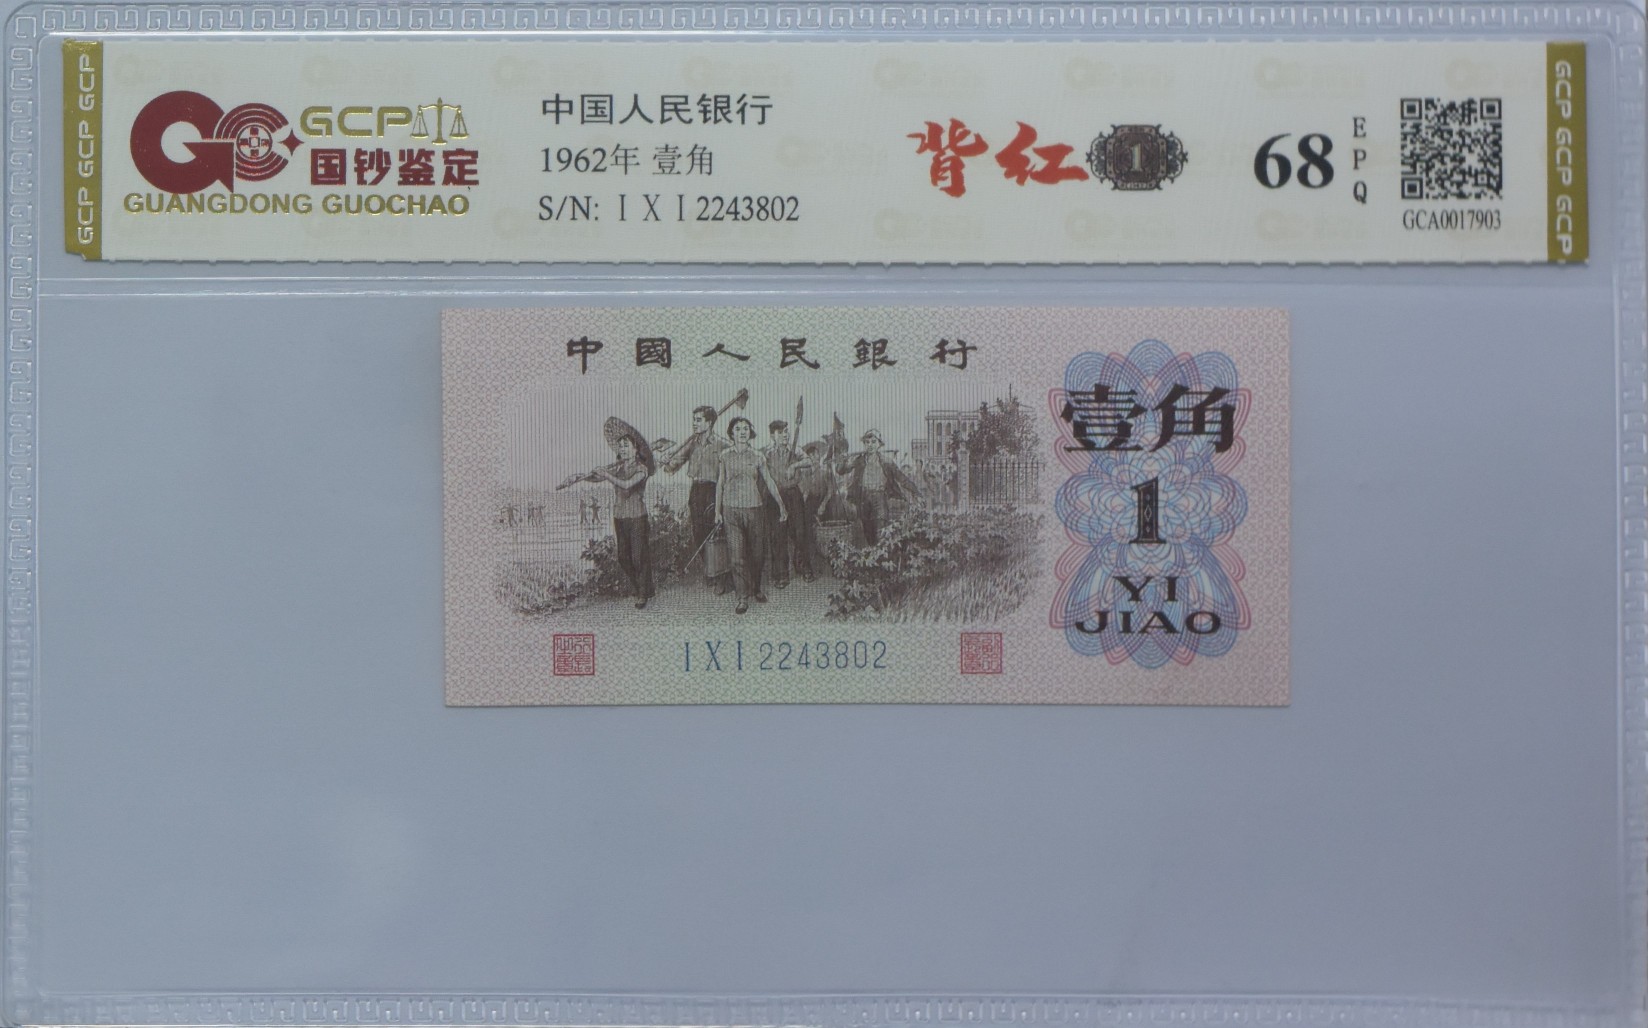 GCP GCP GCP
GCP
国钞鉴定
GUANGDONG GUOCHAO
中国人民银行
1962年 壹角
S/N: I X I 2243802
背红
1
68
EPQ
GCA0017903
GCP GCP GCP
中國人民銀行
壹角
1
YI
JIAO
I X I 2243802